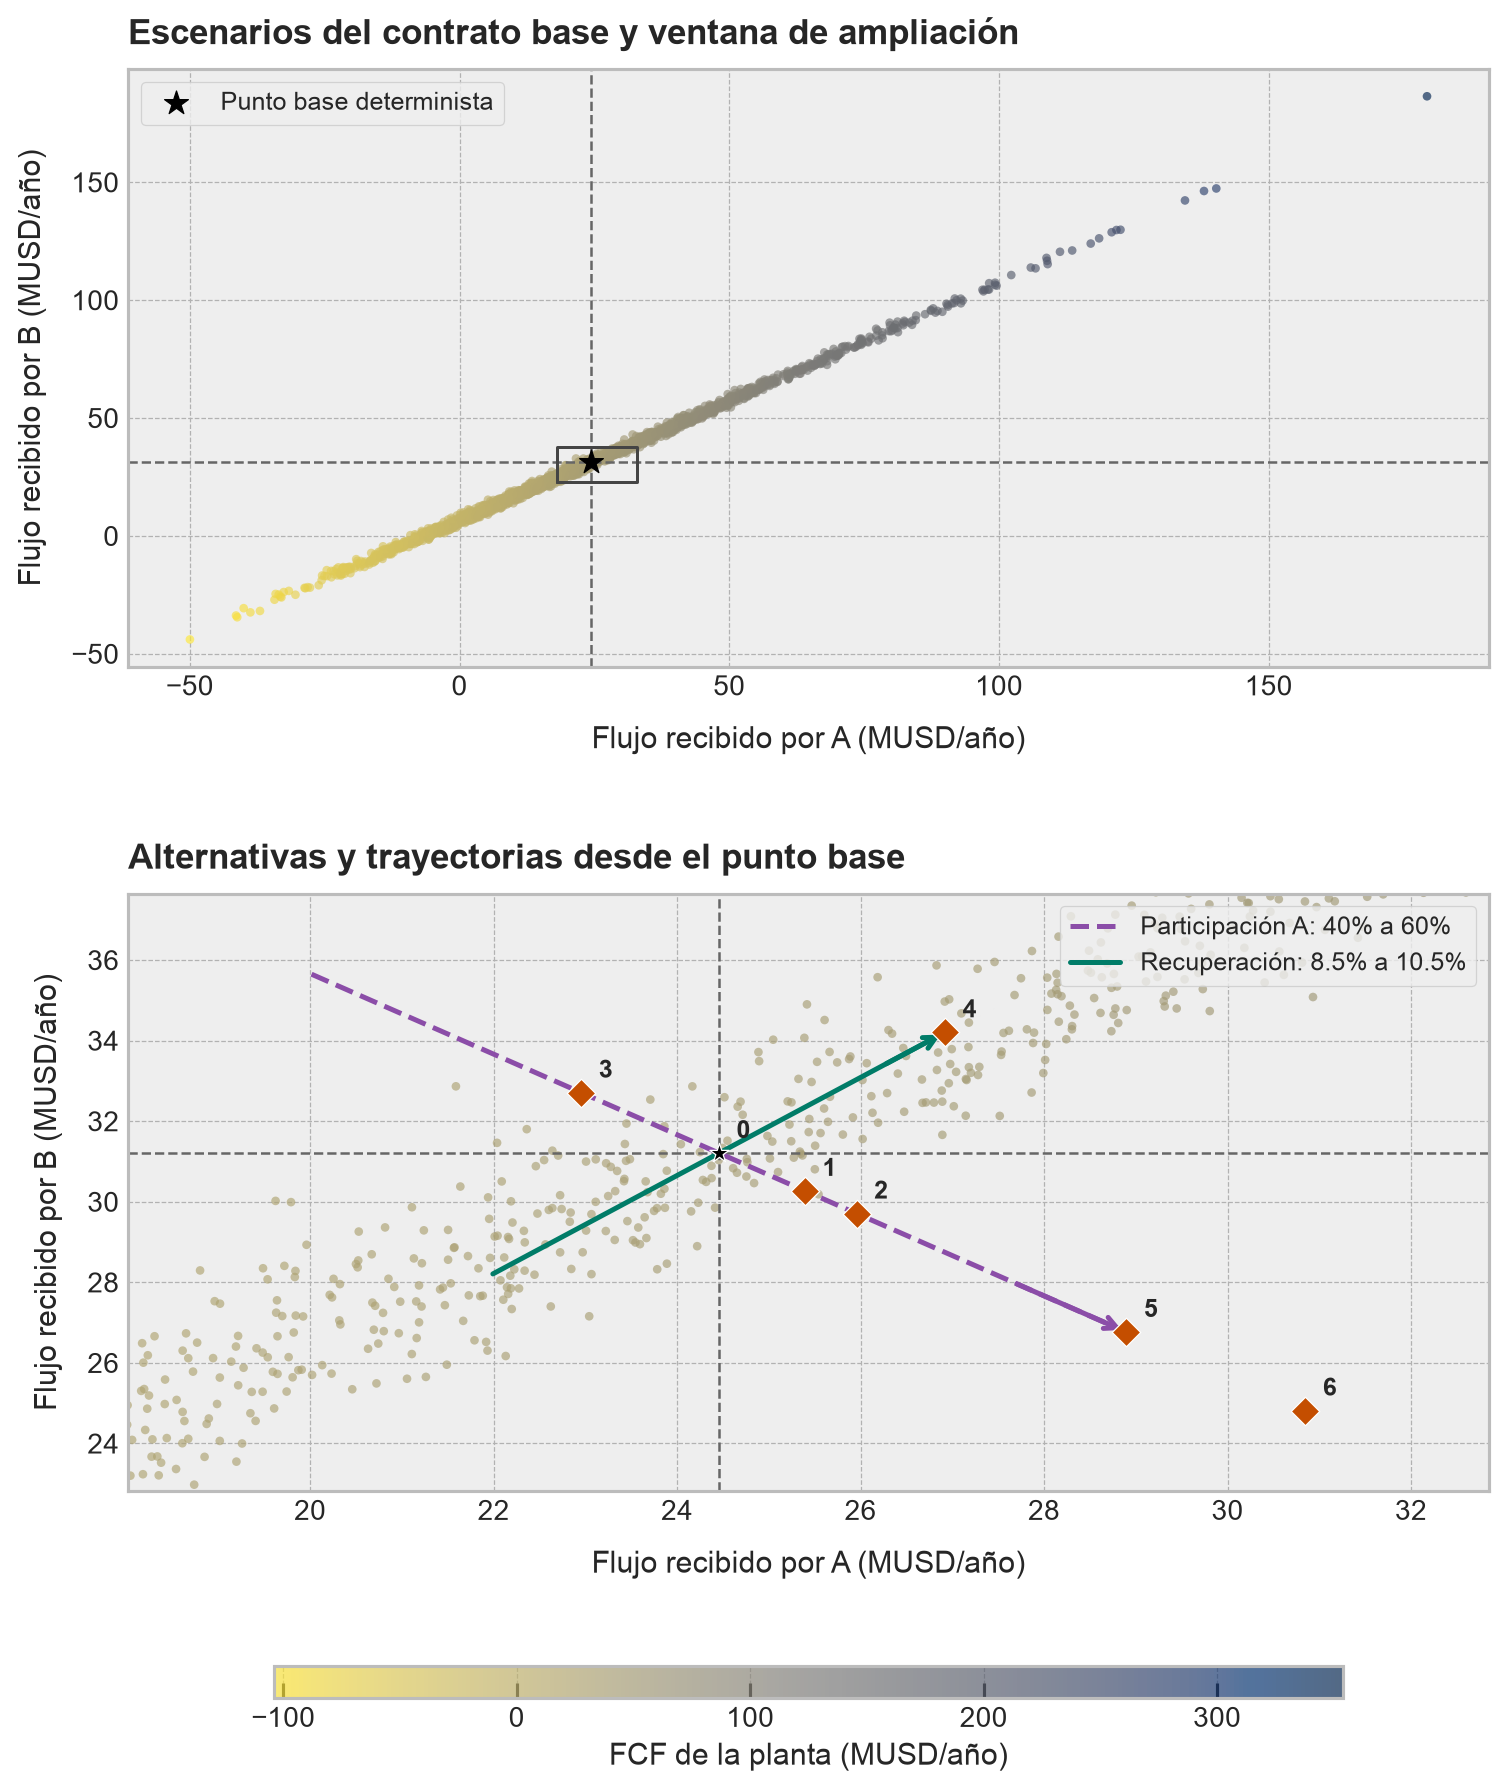 Escenarios del contrato base y ventana de ampliación
Punto base determinista
Flujo recibido por B (MUSD/año)
150
100
50
0
−50
−50 0 50 100 150
Flujo recibido por A (MUSD/año)
Alternativas y trayectorias desde el punto base
Participación A: 40% a 60%
Recuperación: 8.5% a 10.5%
Flujo recibido por B (MUSD/año)
36
34
32
30
28
26
24
4
3
0
1
2
5
6
20 22 24 26 28 30 32
Flujo recibido por A (MUSD/año)
−100 0 100 200 300
FCF de la planta (MUSD/año)